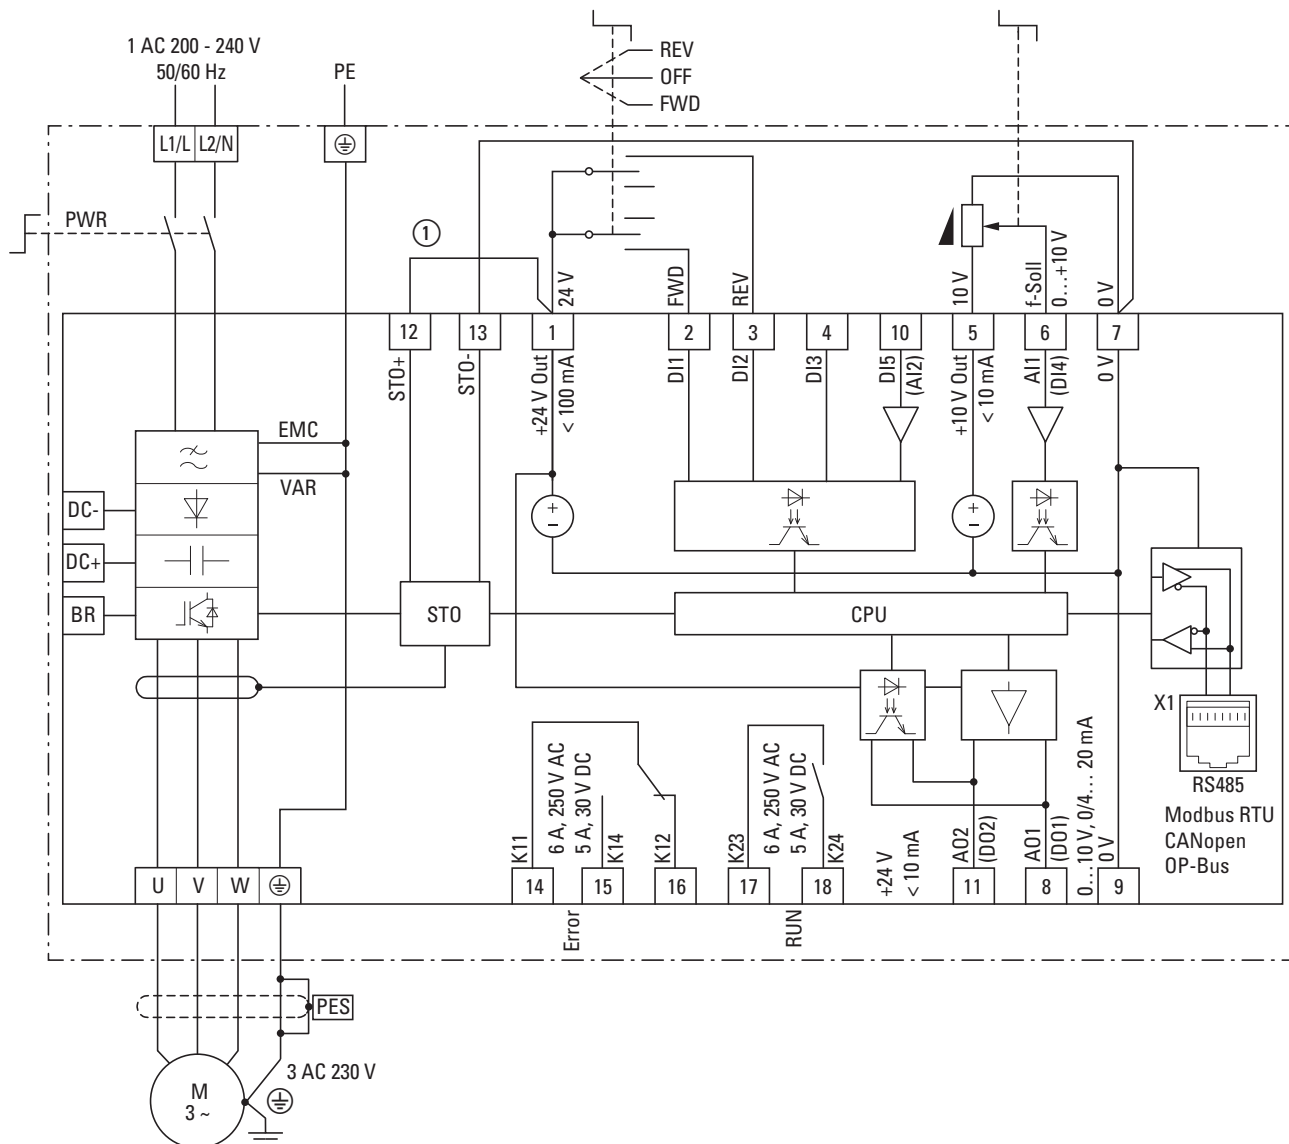 1 AC 200 - 240 V
50/60 Hz
PE
REV
OFF
FWD
L1/L
L2/N
PWR
1
24 V
FWD
REV
10 V
f-Soll
0…+10 V
0 V
12
13
1
2
3
4
10
5
6
7
STO+
STO-
+24 V Out
< 100 mA
DI1
DI2
DI3
DI5
(AI2)
+10 V Out
< 10 mA
AI1
(DI4)
0 V
EMC
VAR
DC-
DC+
BR
STO
CPU
X1
RS485
Modbus RTU
CANopen
OP-Bus
K11
6 A, 250 V AC
5 A, 30 V DC
K14
K12
K23
6 A, 250 V AC
5 A, 30 V DC
K24
+24 V
< 10 mA
AO2
(DO2)
AO1
(DO1)
0…10 V, 0/4… 20 mA
0 V
U
V
W
14
15
16
17
18
11
8
9
Error
RUN
PES
3 AC 230 V
M
3 ~